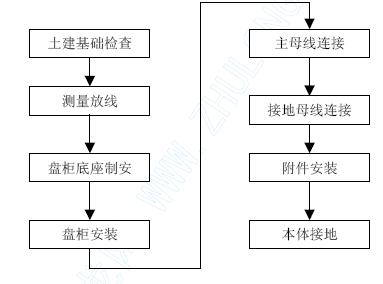 土建基础检查
测量放线
盘柜底座制安
盘柜安装
主母线连接
接地母线连接
附件安装
本体接地